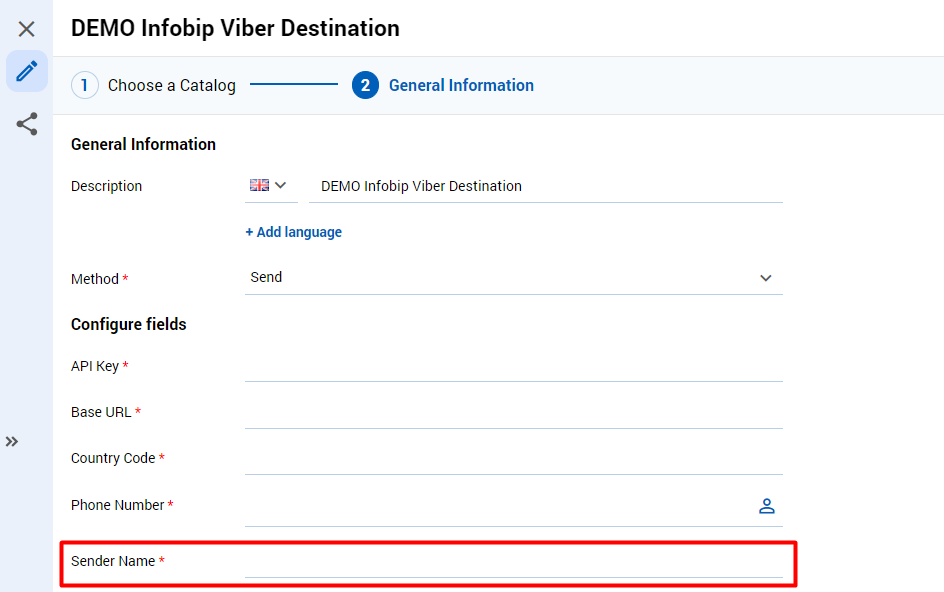 DEMO Infobip Viber Destination
1 Choose a Catalog 2 General Information
General Information
Description DEMO Infobip Viber Destination
+ Add language
Method * Send
Configure fields
API Key *
Base URL *
Country Code *
Phone Number *
Sender Name *